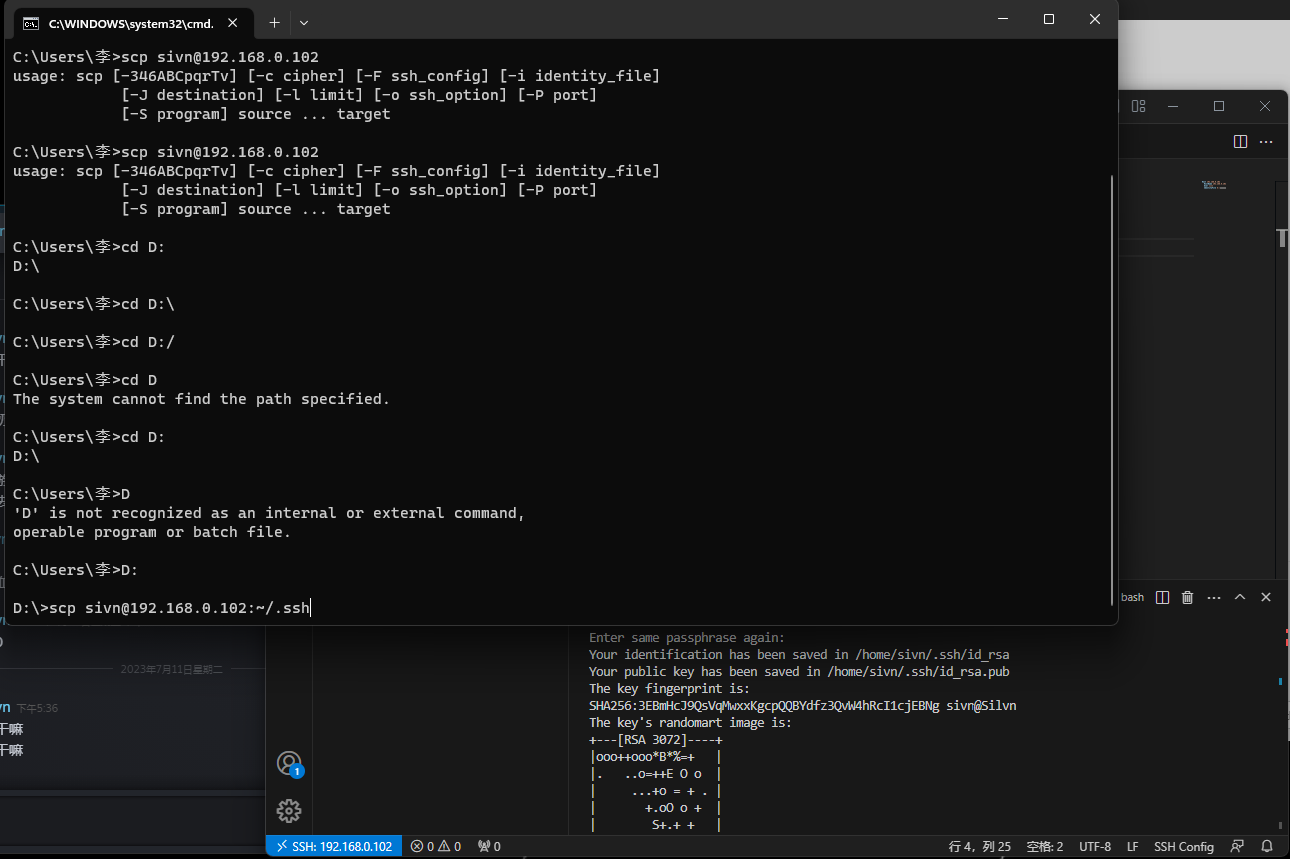 C:\WINDOWS\system32\cmd.
C:\Users\李>scp sivn@192.168.0.102
usage: scp [-346ABCpqrTv] [-c cipher] [-F ssh_config] [-i identity_file]
            [-J destination] [-l limit] [-o ssh_option] [-P port]
            [-S program] source ... target
C:\Users\李>scp sivn@192.168.0.102
usage: scp [-346ABCpqrTv] [-c cipher] [-F ssh_config] [-i identity_file]
            [-J destination] [-l limit] [-o ssh_option] [-P port]
            [-S program] source ... target
C:\Users\李>cd D:
D:\
C:\Users\李>cd D:\
C:\Users\李>cd D:/
C:\Users\李>cd D
The system cannot find the path specified.
C:\Users\李>cd D:
D:\
C:\Users\李>D
'D' is not recognized as an internal or external command,
operable program or batch file.
C:\Users\李>D:
D:\>scp sivn@192.168.0.102:~/.ssh
bash
2023年7月11日星期二
vn 下午5:36
干嘛
干嘛
Enter same passphrase again:
Your identification has been saved in /home/sivn/.ssh/id_rsa
Your public key has been saved in /home/sivn/.ssh/id_rsa.pub
The key fingerprint is:
SHA256:3EBmHcJ9QsVqMwxxKgcpQQBYdfz3QvW4hRcI1cjEBNg sivn@Silvn
The key's randomart image is:
+---[RSA 3072]----+
|ooo++ooo*B*%=+   |
|.   ..o=++E O o  |
|     ...+o = + . |
|       +.oO o +  |
|        S+.+ +   |
1
SSH: 192.168.0.102 0 0 0 行 4，列 25 空格: 2 UTF-8 LF SSH Config